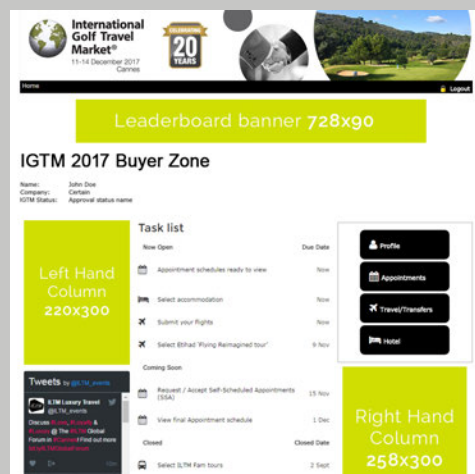 International
Golf Travel
Market®
11-14 December 2017
Cannes
CELEBRATING
20
YEARS
Home
Logout
Leaderboard banner 728x90
IGTM 2017 Buyer Zone
Name: John Doe
Company: Certain
IGTM Status: Approval status name
Left Hand
Column
220x300
Task list
Now Open Due Date
Appointment schedules ready to view Now
Select accommodation Now
Submit your flights Now
Select Etihad 'Flying Reimagined tour' 9 Nov
Coming Soon
Request / Accept Self-Scheduled Appointments
(SSA) 15 Nov
View final Appointment schedule 1 Dec
Closed Closed Date
Select ILTM Fam tours 2 Sept
Profile
Appointments
Travel/Transfers
Hotel
Right Hand
Column
258x300
Tweets by @ILTM_events
ILTM Luxury Travel
@ILTM_events
Discuss
@ The Global
Forum in Find out more